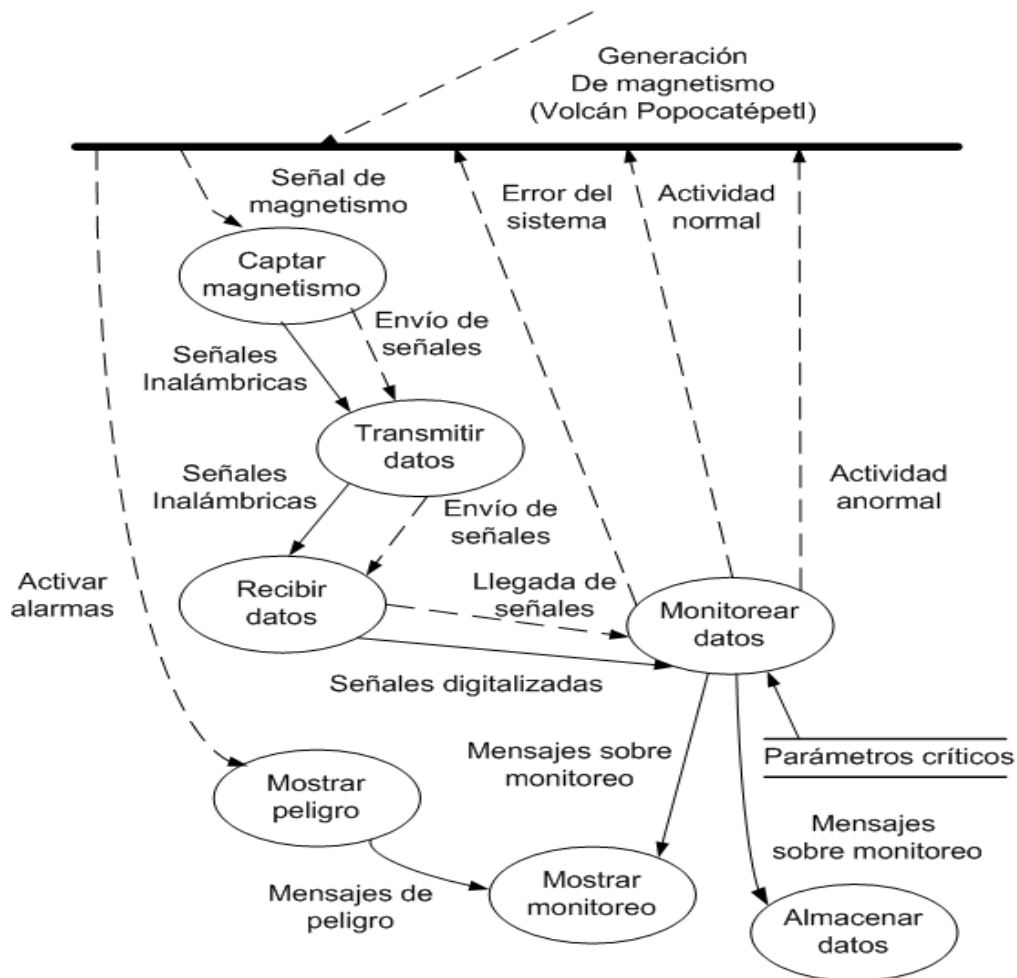 Generación
De magnetismo
(Volcán Popocatépetl)
Señal de
magnetismo
Error del
sistema
Actividad
normal
Captar
magnetismo
Envío de
señales
Señales
Inalámbricas
Transmitir
datos
Señales
Inalámbricas
Envío de
señales
Actividad
anormal
Activar
alarmas
Recibir
datos
Llegada de
señales
Monitorear
datos
Señales digitalizadas
Mensajes sobre
monitoreo
Parámetros críticos
Mostrar
peligro
Mensajes
sobre monitoreo
Mensajes de
peligro
Mostrar
monitoreo
Almacenar
datos